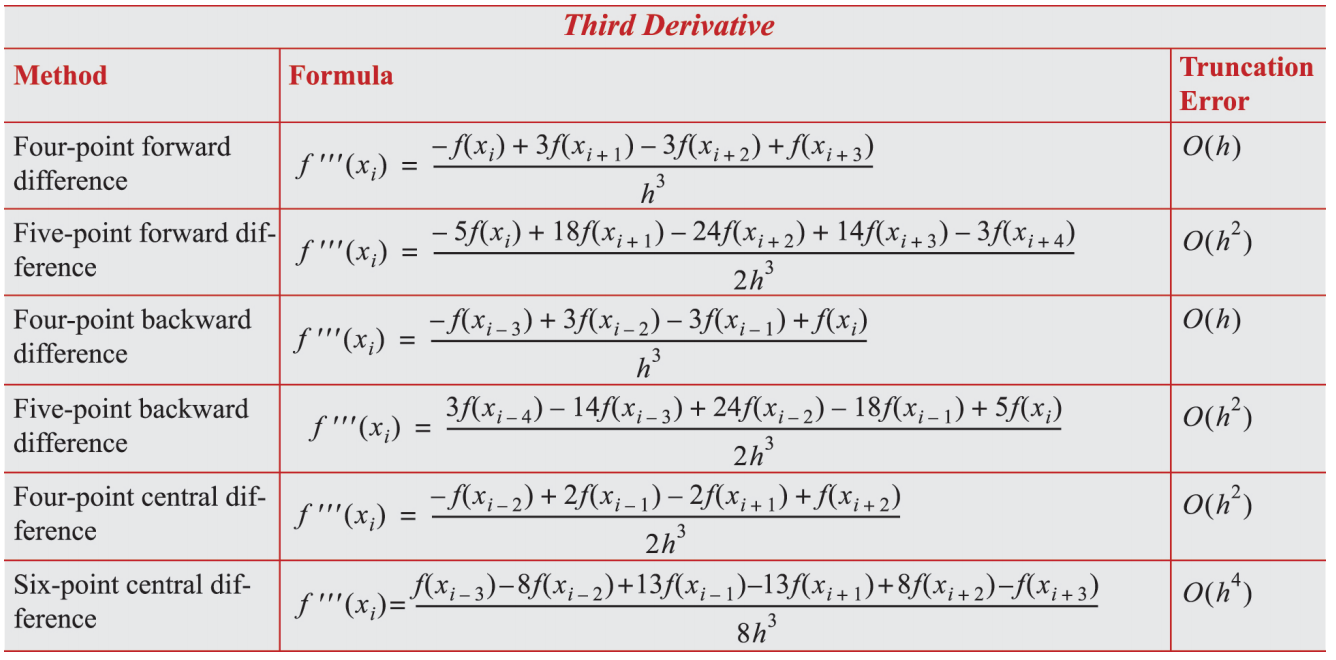 Third Derivative
Method Formula Truncation
Error
Four-point forward
difference
f '''(x_i) = \frac{-f(x_i) + 3f(x_{i+1}) - 3f(x_{i+2}) + f(x_{i+3})}{h^3}
O(h)
Five-point forward dif-
ference
f '''(x_i) = \frac{-5f(x_i) + 18f(x_{i+1}) - 24f(x_{i+2}) + 14f(x_{i+3}) - 3f(x_{i+4})}{2h^3}
O(h^2)
Four-point backward
difference
f '''(x_i) = \frac{-f(x_{i-3}) + 3f(x_{i-2}) - 3f(x_{i-1}) + f(x_i)}{h^3}
O(h)
Five-point backward
difference
f '''(x_i) = \frac{3f(x_{i-4}) - 14f(x_{i-3}) + 24f(x_{i-2}) - 18f(x_{i-1}) + 5f(x_i)}{2h^3}
O(h^2)
Four-point central dif-
ference
f '''(x_i) = \frac{-f(x_{i-2}) + 2f(x_{i-1}) - 2f(x_{i+1}) + f(x_{i+2})}{2h^3}
O(h^2)
Six-point central dif-
ference
f '''(x_i) = \frac{f(x_{i-3}) - 8f(x_{i-2}) + 13f(x_{i-1}) - 13f(x_{i+1}) + 8f(x_{i+2}) - f(x_{i+3})}{8h^3}
O(h^4)